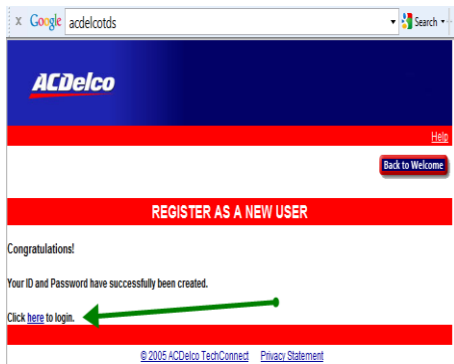 x Google acdelcotds Search
ACDelco
Help
Back to Welcome
REGISTER AS A NEW USER
Congratulations!
Your ID and Password have successfully been created.
Click here to login.
© 2005 ACDelco TechConnect Privacy Statement